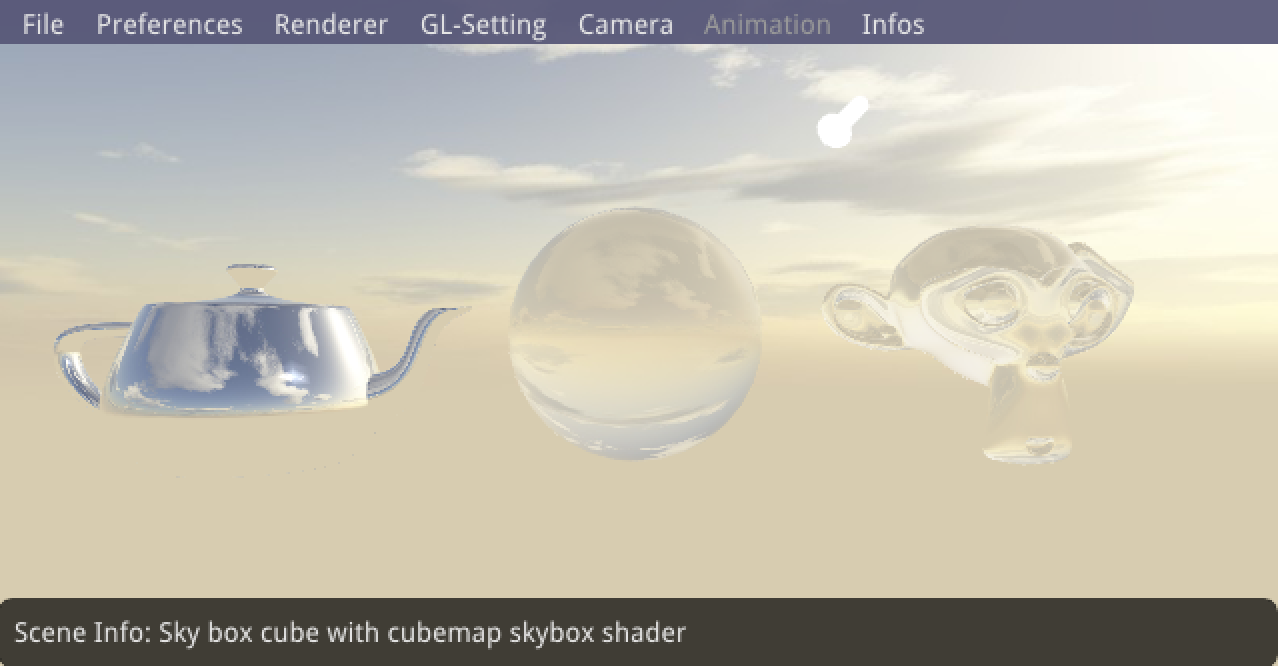 File Preferences Renderer GL-Setting Camera Animation Infos
Scene Info: Sky box cube with cubemap skybox shader